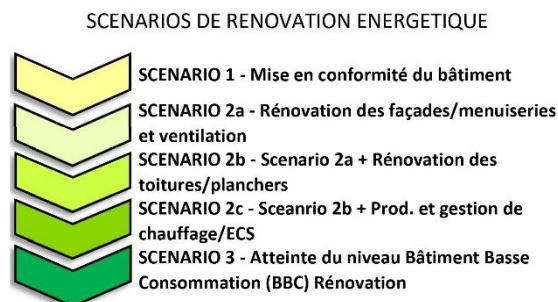 SCENARIOS DE RENOVATION ENERGETIQUE
SCENARIO 1 - Mise en conformité du bâtiment
SCENARIO 2a - Rénovation des façades/menuiseries
et ventilation
SCENARIO 2b - Scenario 2a + Rénovation des
toitures/planchers
SCENARIO 2c - Sceanrio 2b + Prod. et gestion de
chauffage/ECS
SCENARIO 3 - Atteinte du niveau Bâtiment Basse
Consommation (BBC) Rénovation